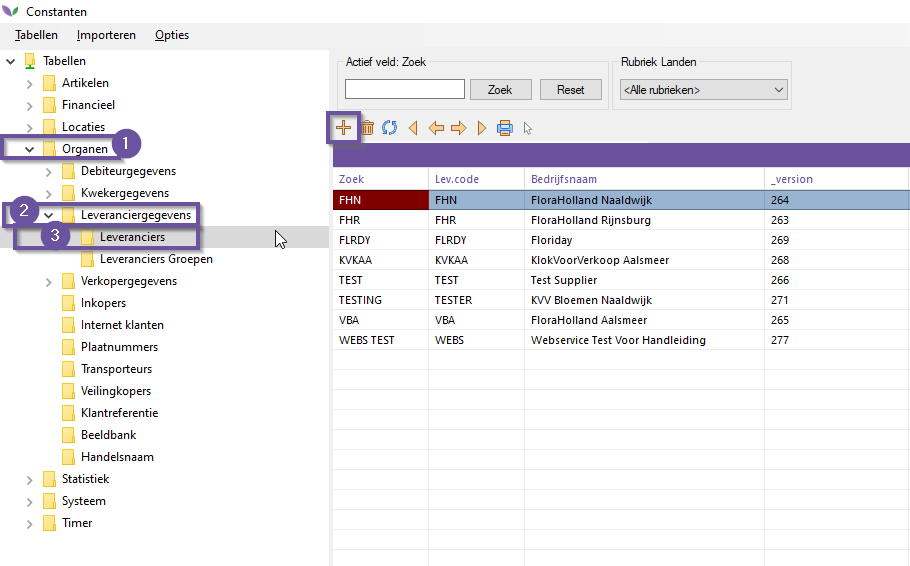 Constanten
Tabellen Importeren Opties
Tabellen
Artikelen
Financieel
Locaties
Organen 1
Debiteurgegevens
Kwekergegevens
2 Leveranciergegevens
3 Leveranciers
Leveranciers Groepen
Verkopergegevens
Inkopers
Internet klanten
Plaatnummers
Transporteurs
Veilingkopers
Klantreferentie
Beeldbank
Handelsnaam
Statistiek
Systeem
Timer
Actief veld: Zoek
Zoek Reset
Rubriek Landen
<Alle rubrieken>
Zoek Lev.code Bedrijfsnaam _version
FHN FHN FloraHolland Naaldwijk 264
FHR FHR FloraHolland Rijnsburg 263
FLRDY FLRDY Floriday 269
KVKAA KVKAA KlokVoorVerkoop Aalsmeer 268
TEST TEST Test Supplier 266
TESTING TESTER KVV Bloemen Naaldwijk 271
VBA VBA FloraHolland Aalsmeer 265
WEBS TEST WEBS Webservice Test Voor Handleiding 277